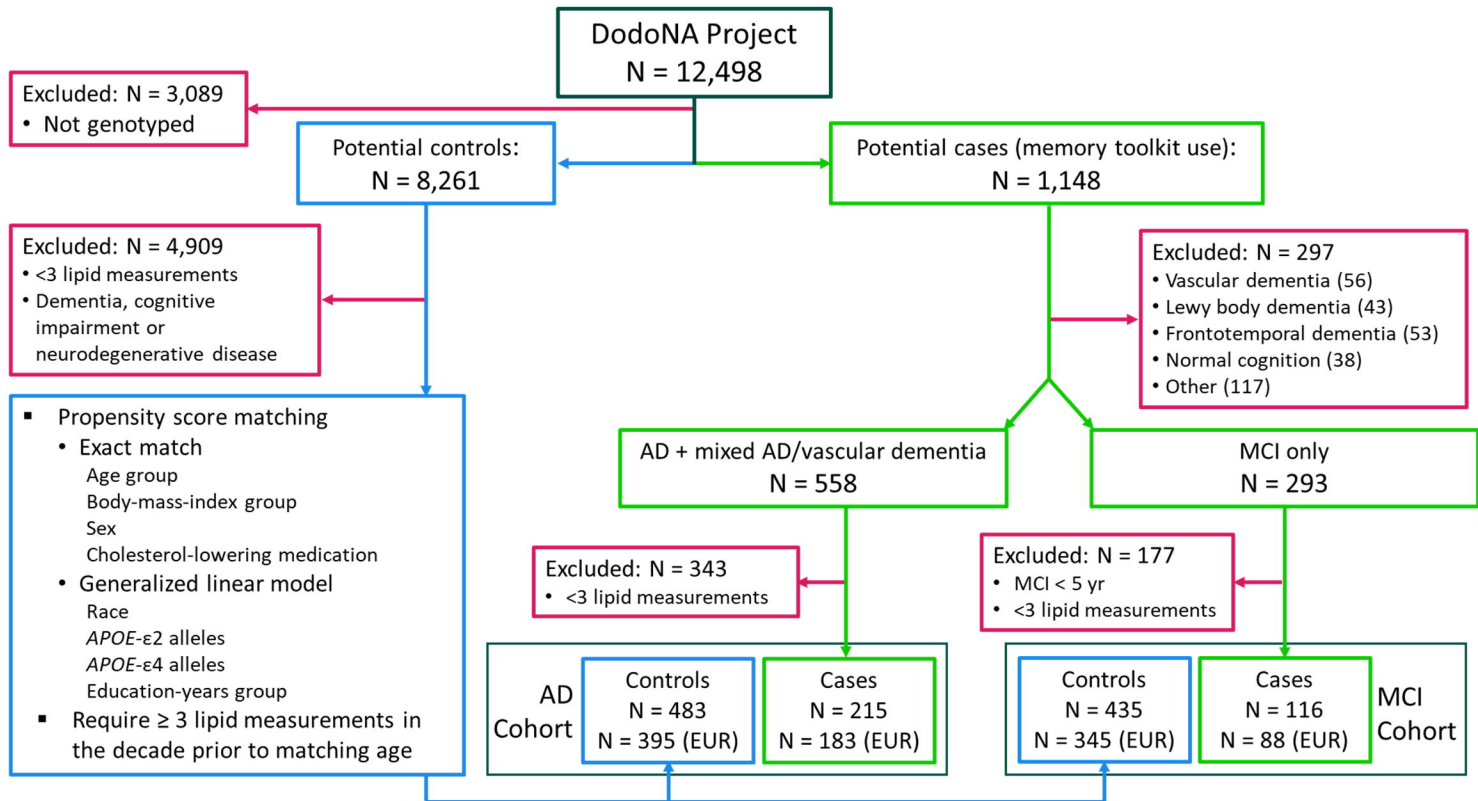 DodoNA Project
N = 12,498
Excluded: N = 3,089
• Not genotyped
Potential controls:
N = 8,261
Potential cases (memory toolkit use):
N = 1,148
Excluded: N = 4,909
• <3 lipid measurements
• Dementia, cognitive
impairment or
neurodegenerative disease
Excluded: N = 297
• Vascular dementia (56)
• Lewy body dementia (43)
• Frontotemporal dementia (53)
• Normal cognition (38)
• Other (117)
▪ Propensity score matching
• Exact match
Age group
Body-mass-index group
Sex
Cholesterol-lowering medication
• Generalized linear model
Race
APOE-ε2 alleles
APOE-ε4 alleles
Education-years group
▪ Require ≥ 3 lipid measurements in
the decade prior to matching age
AD + mixed AD/vascular dementia
N = 558
MCI only
N = 293
Excluded: N = 343
• <3 lipid measurements
Excluded: N = 177
• MCI < 5 yr
• <3 lipid measurements
AD
Cohort
Controls
N = 483
N = 395 (EUR)
Cases
N = 215
N = 183 (EUR)
Controls
N = 435
N = 345 (EUR)
Cases
N = 116
N = 88 (EUR)
MCI
Cohort